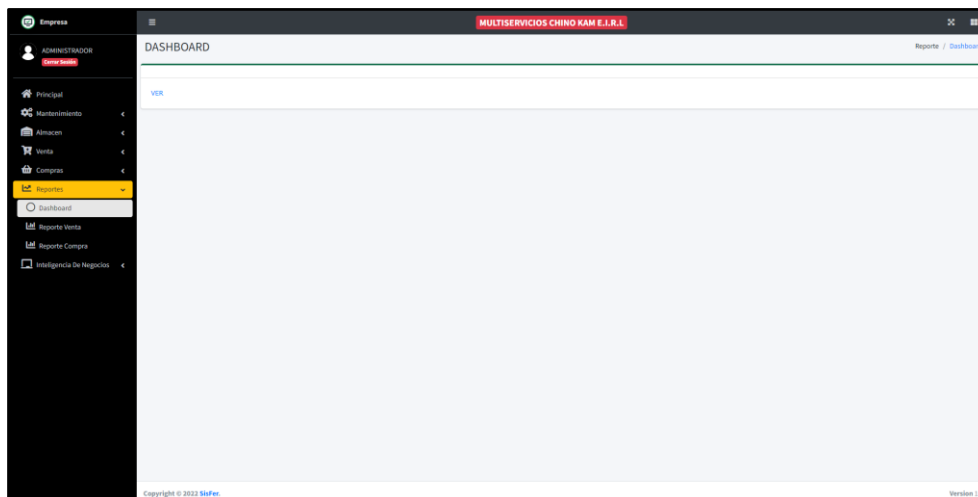 Empresa
MULTISERVICIOS CHINO KAM E.I.R.L
ADMINISTRADOR
Cerrar Sesión
DASHBOARD
Reporte / Dashboar
VER
Principal
Mantenimiento
Almacen
Venta
Compras
Reportes
Dashboard
Reporte Venta
Reporte Compra
Inteligencia De Negocios
Copyright © 2022 SisFer.
Version